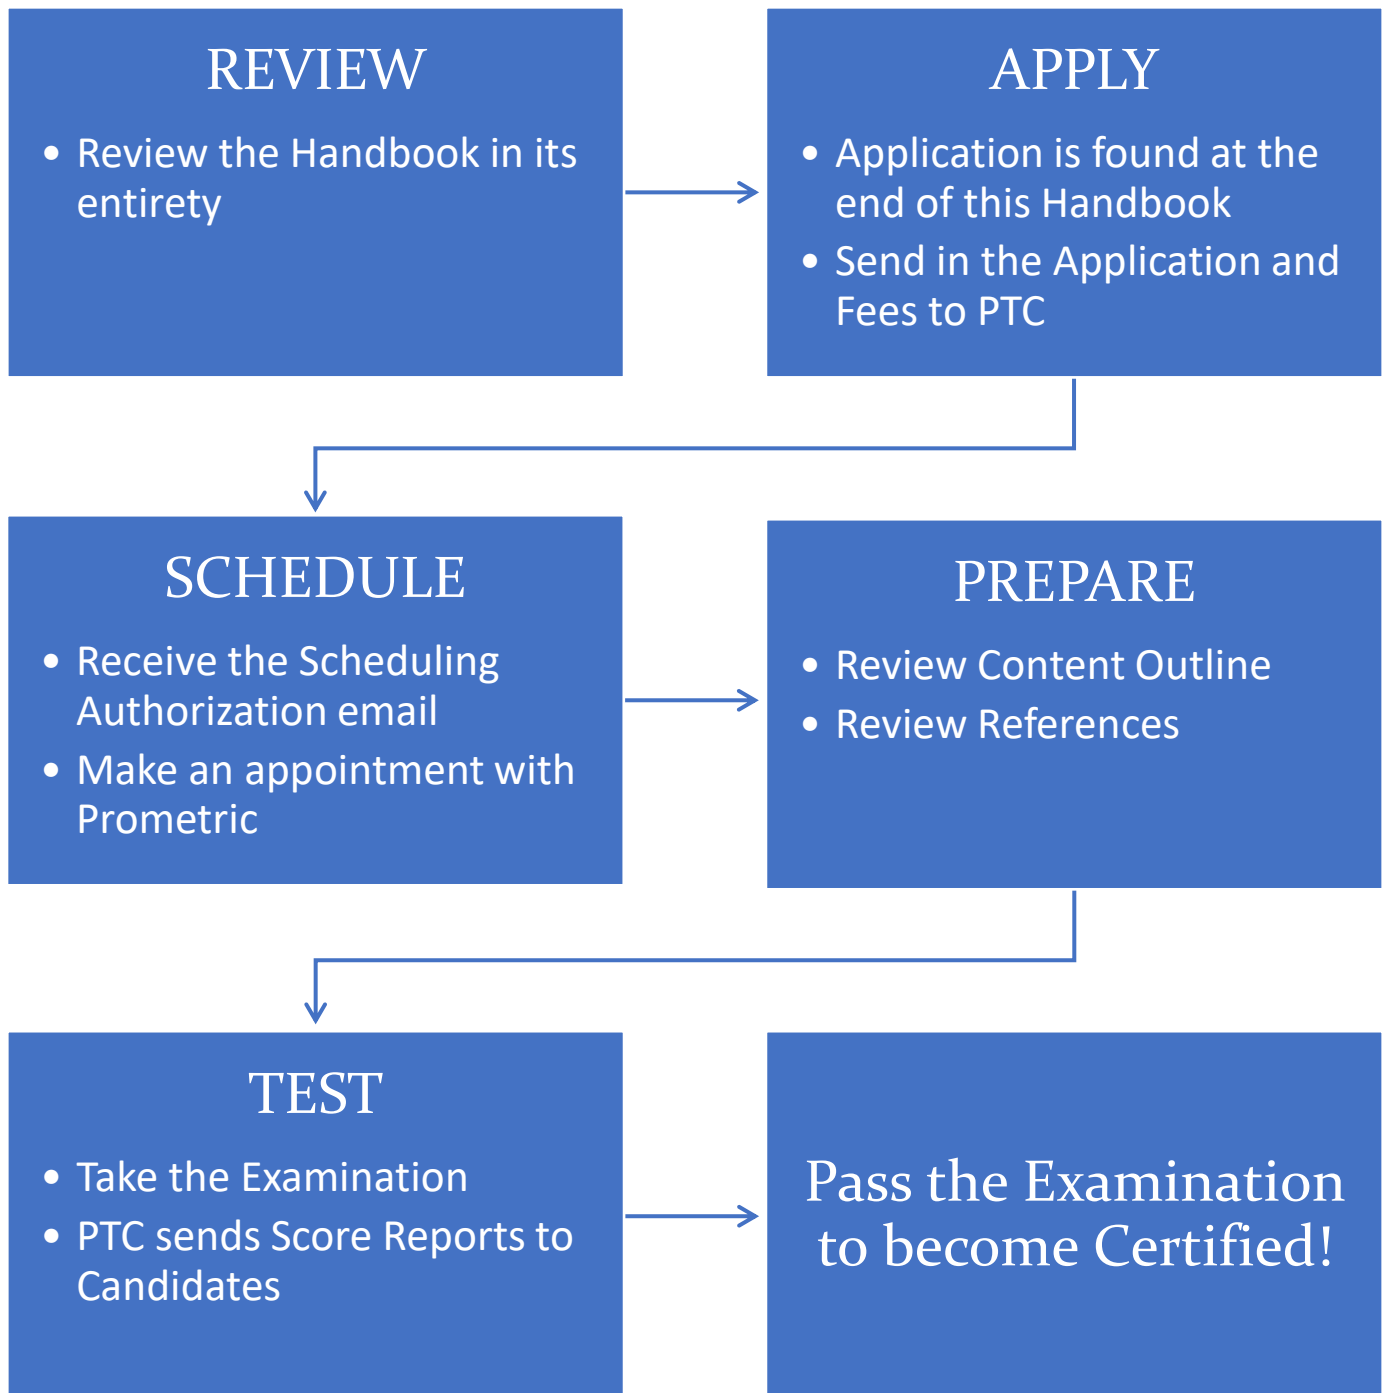 REVIEW
• Review the Handbook in its
entirety
APPLY
• Application is found at the
end of this Handbook
• Send in the Application and
Fees to PTC
SCHEDULE
• Receive the Scheduling
Authorization email
• Make an appointment with
Prometric
PREPARE
• Review Content Outline
• Review References
TEST
• Take the Examination
• PTC sends Score Reports to
Candidates
Pass the Examination
to become Certified!